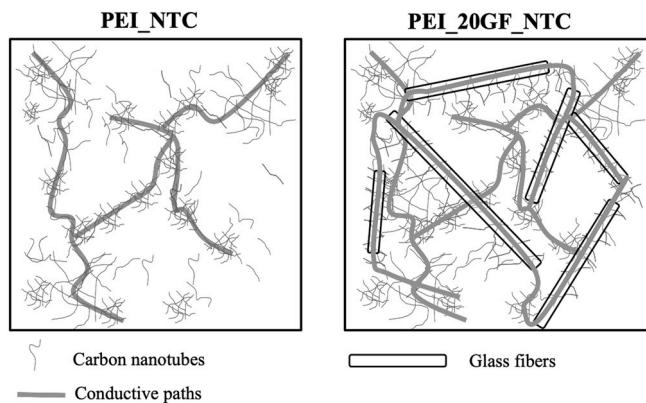 PEI_NTC
PEI_20GF_NTC
Carbon nanotubes
Glass fibers
Conductive paths